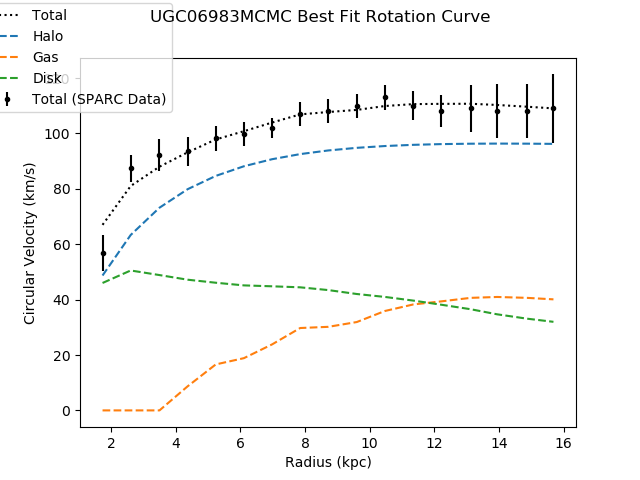 UGC06983MCMC Best Fit Rotation Curve
Total
Halo
Gas
Disk
Total (SPARC Data)
120
100
80
60
40
20
0
Circular Velocity (km/s)
2 4 6 8 10 12 14 16
Radius (kpc)